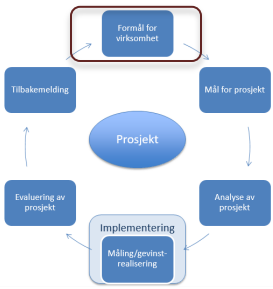 Formål for
virksomhet
Mål for prosjekt
Analyse av
prosjekt
Implementering
Måling/gevinst-
realisering
Evaluering av
prosjekt
Tilbakemelding
Prosjekt